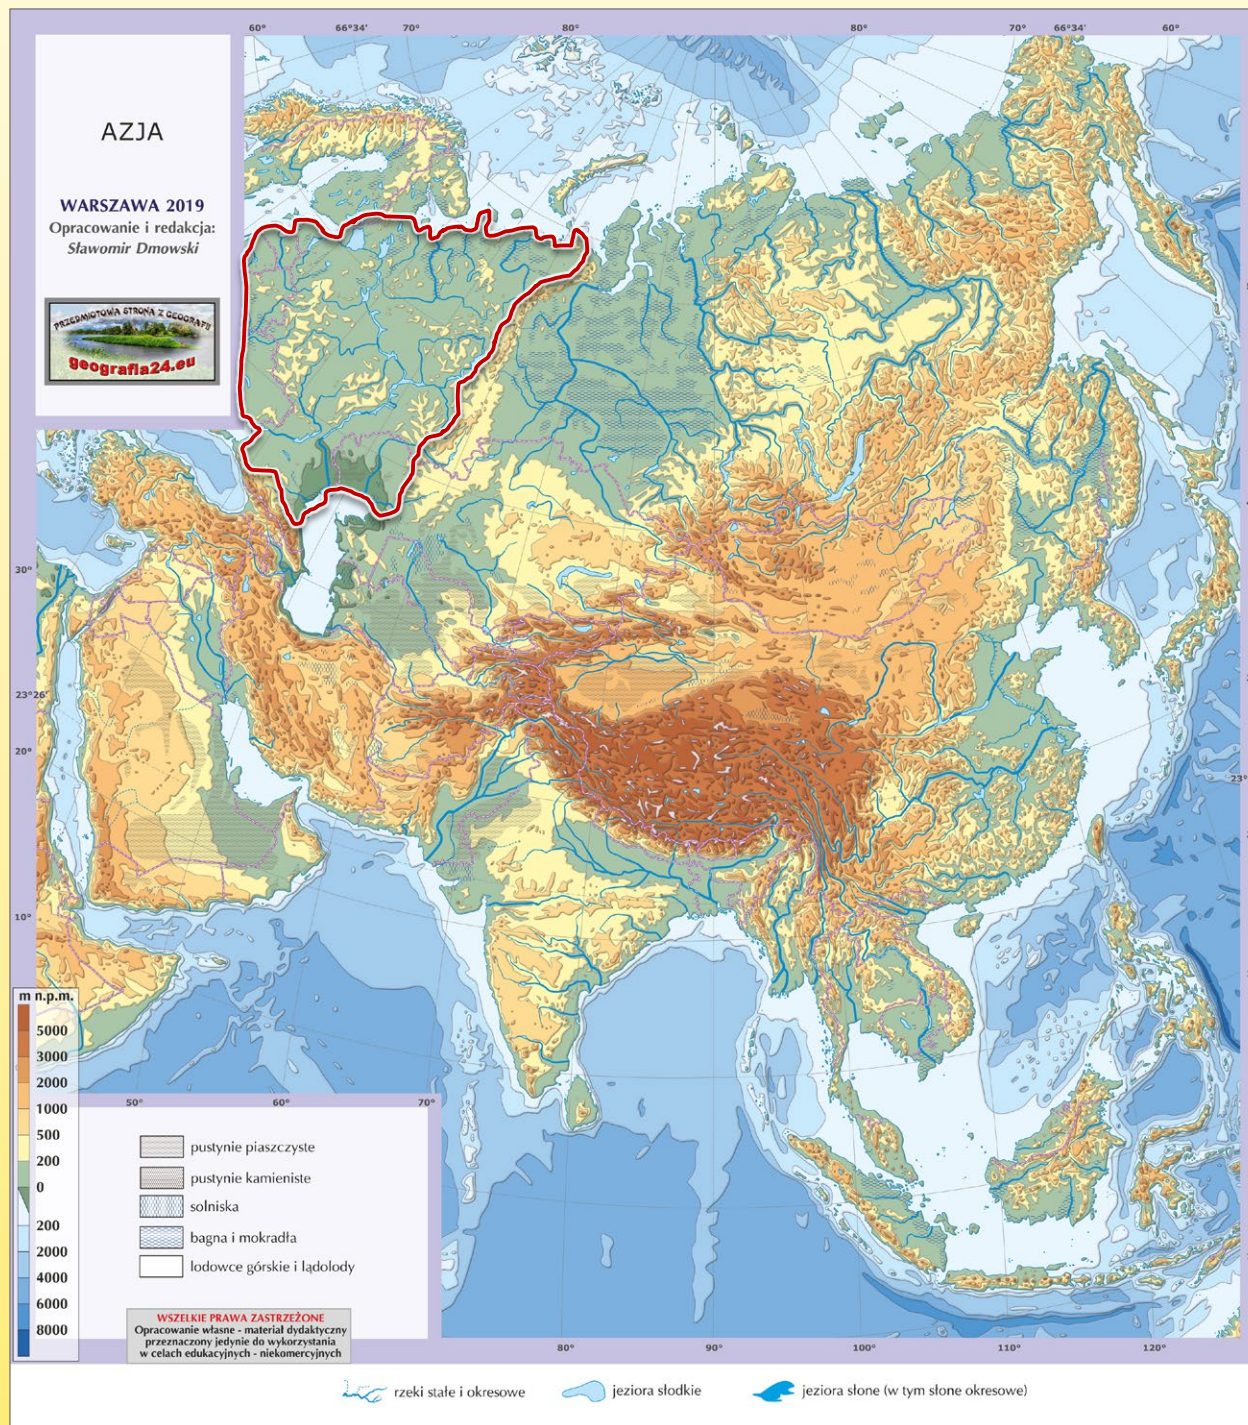 60° 66°34' 70° 80° 80° 70° 66°34' 60°
AZJA
WARSZAWA 2019
Opracowanie i redakcja:
Sławomir Dmowski
PRZEDMIOTOWA STRONA Z GEOGRAFII
geografia24.eu
30°
23°26'
20°
10°
23°
m n.p.m.
5000
3000
2000
1000
500
200
0
200
2000
4000
6000
8000
50° 60° 70°
pustynie piaszczyste
pustynie kamieniste
solniska
bagna i mokradła
lodowce górskie i lądolody
WSZELKIE PRAWA ZASTRZEŻONE
Opracowanie własne - materiał dydaktyczny
przeznaczony jedynie do wykorzystania
w celach edukacyjnych - niekomercyjnych
80° 90° 100° 110° 120°
rzeki stałe i okresowe
jeziora słodkie
jeziora słone (w tym słone okresowe)